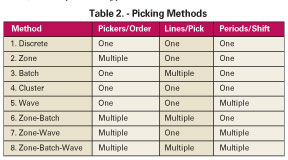 Table 2. - Picking Methods
Method Pickers/Order Lines/Pick Periods/Shift
1. Discrete One One One
2. Zone Multiple One One
3. Batch One Multiple One
4. Cluster One One One
5. Wave One One Multiple
6. Zone-Batch Multiple Multiple One
7. Zone-Wave Multiple One Multiple
8. Zone-Batch-Wave Multiple Multiple Multiple